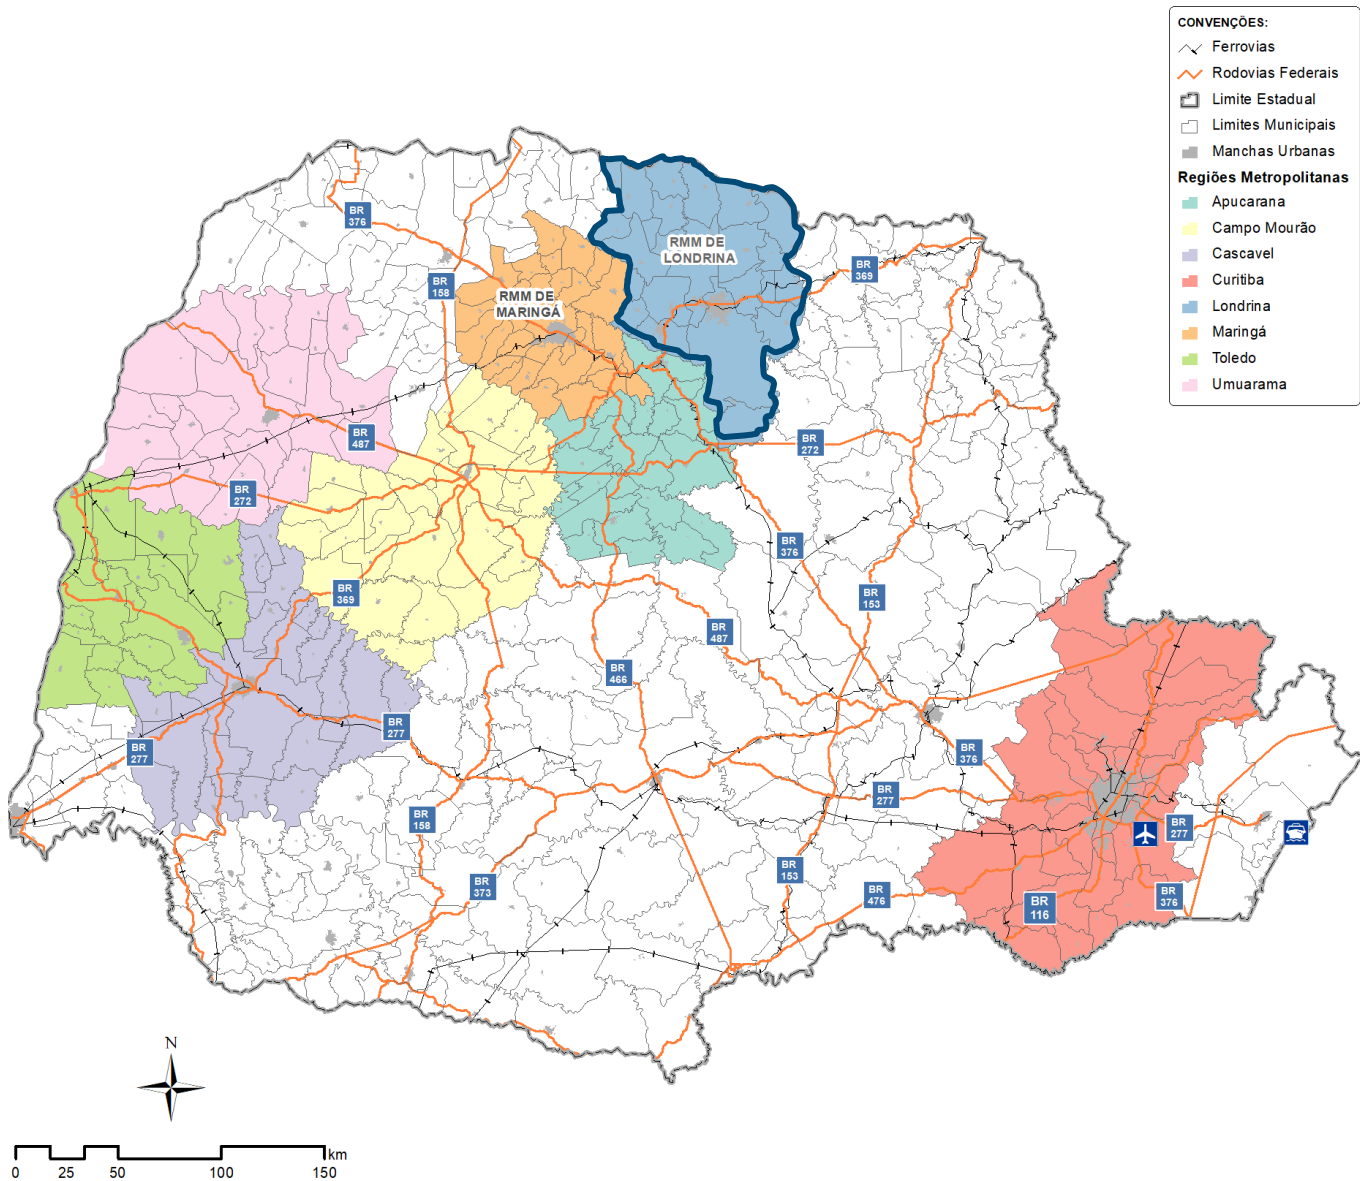 CONVENÇÕES:
Ferrovias
Rodovias Federais
Limite Estadual
Limites Municipais
Manchas Urbanas
Regiões Metropolitanas
Apucarana
Campo Mourão
Cascavel
Curitiba
Londrina
Maringá
Toledo
Umuarama
BR
376
RMM DE
LONDRINA
BR
369
BR
158
RMM DE
MARINGÁ
BR
487
BR
272
BR
272
BR
376
BR
369
BR
153
BR
487
BR
466
BR
277
BR
277
BR
376
BR
277
BR
158
BR
277
BR
153
BR
373
BR
476
BR
116
BR
376
N
km
0 25 50 100 150